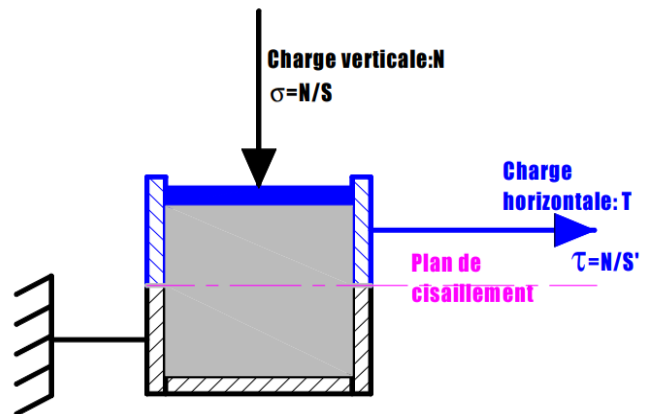 Charge verticale:N
σ=N/S
Charge
horizontale: T
τ=N/S'
Plan de
cisaillement